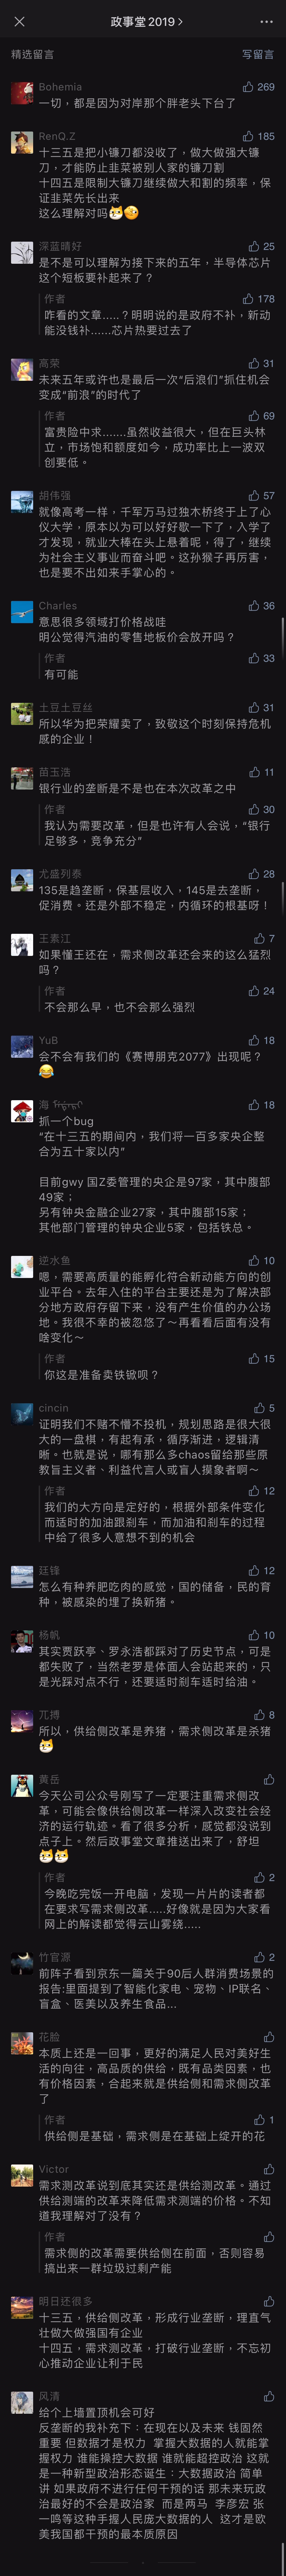 政事堂2019
精选留言
写留言
Bohemia
269
一切，都是因为对岸那个胖老头下台了
RenQ.Z
185
十三五是把小镰刀都没收了，做大做强大镰
刀，才能防止韭菜被别人家的镰刀割
十四五是限制大镰刀继续做大和割的频率，保
证韭菜先长出来
这么理解对吗
深蓝晴好
25
是不是可以理解为接下来的五年，半导体芯片
这个短板要补起来了？
作者
178
咋看的文章.....？明明说的是政府不补，新动
能没钱补......芯片热要过去了
高荣
31
未来五年或许也是最后一次“后浪们”抓住机会
变成“前浪”的时代了
作者
69
富贵险中求.......虽然收益很大，但在巨头林
立，市场饱和额度如今，成功率比上一波双
创要低。
胡伟强
57
就像高考一样，千军万马过独木桥终于上了心
仪大学，原本以为可以好好歇一下了，入学了
才发现，就业大棒在头上悬着呢，得了，继续
为社会主义事业而奋斗吧。这孙猴子再厉害，
也是要不出如来手掌心的。
Charles
36
意思很多领域打价格战哇
明公觉得汽油的零售地板价会放开吗？
作者
33
有可能
土豆土豆丝
31
所以华为把荣耀卖了，致敬这个时刻保持危机
感的企业！
苗玉浩
11
银行业的垄断是不是也在本次改革之中
作者
30
我认为需要改革，但是也许有人会说，“银行
足够多，竞争充分”
尤盛列泰
28
135是趋垄断，保基层收入，145是去垄断，
促消费。还是外部不稳定，内循环的根基呀！
王素江
7
如果懂王还在，需求侧改革还会来的这么猛烈
吗？
作者
24
不会那么早，也不会那么强烈
YuB
18
会不会有我们的《赛博朋克2077》出现呢？
海
18
抓一个bug
“在十三五的期间内，我们将一百多家央企整
合为五十家以内”
目前gwy 国Z委管理的央企是97家，其中腹部
49家；
另有钟央金融企业27家，其中腹部15家；
其他部门管理的钟央企业5家，包括铁总。
逆水鱼
10
嗯，需要高质量的能孵化符合新动能方向的创
业平台。去年入住的平台主要还是为了解决部
分地方政府存留下来，没有产生价值的办公场
地。我很不幸的被忽悠了～再看看后面有没有
啥变化～
作者
15
你这是准备卖铁锨呗？
cincin
5
证明我们不赌不懵不投机，规划思路是很大很
大的一盘棋，有起有承，循序渐进，逻辑清
晰。也就是说，哪有那么多chaos留给那些原
教旨主义者、利益代言人或盲人摸象者啊～
作者
12
我们的大方向是定好的，根据外部条件变化
而适时的加油跟刹车，而加油和刹车的过程
中给了很多人意想不到的机会
廷锋
12
怎么有种养肥吃肉的感觉，国的储备，民的育
种，被感染的埋了换新猪。
杨帆
10
其实贾跃亭、罗永浩都踩对了历史节点，可是
都失败了，当然老罗是体面人会站起来的，只
是光踩对点不行，还要适时刹车适时给油。
兀搏
8
所以，供给侧改革是养猪，需求侧改革是杀猪
黄岳
今天公司公众号刚写了一定要注重需求侧改
革，可能会像供给侧改革一样深入改变社会经
济的运行轨迹。看了很多分析，感觉都没说到
点子上。然后政事堂文章推送出来了，舒坦
作者
2
今晚吃完饭一开电脑，发现一片片的读者都
在要求写需求侧改革.....好像就是因为大家看
网上的解读都觉得云山雾绕.....
竹官源
2
前阵子看到京东一篇关于90后人群消费场景的
报告:里面提到了智能化家电、宠物、IP联名、
盲盒、医美以及养生食品...
花脸
本质上还是一回事，更好的满足人民对美好生
活的向往，高品质的供给，既有品类因素，也
有价格因素，合起来就是供给侧和需求侧改革
了
作者
1
供给侧是基础，需求侧是在基础上绽开的花
Victor
需求测改革说到底其实还是供给测改革。通过
供给测端的改革来降低需求测端的价格。不知
道我理解对了没有？
作者
需求侧的改革需要供给侧在前面，否则容易
搞出来一群垃圾过剩产能
明日还很多
十三五，供给侧改革，形成行业垄断，理直气
壮做大做强国有企业
十四五，需求测改革，打破行业垄断，不忘初
心推动企业让利于民
风清
给个上墙置顶机会可好
反垄断的我补充下：在现在以及未来 钱固然
重要 但数据才是权力 掌握大数据的人就能掌
握权力 谁能操控大数据 谁就能超控政治 这就
是一种新型政治形态诞生：大数据政治 简单
讲 如果政府不进行任何干预的话 那未来玩政
治最好的不会是政治家 而是两马 李彦宏 张
一鸣等这种手握人民庞大数据的人 这才是欧
美我国都干预的最本质原因